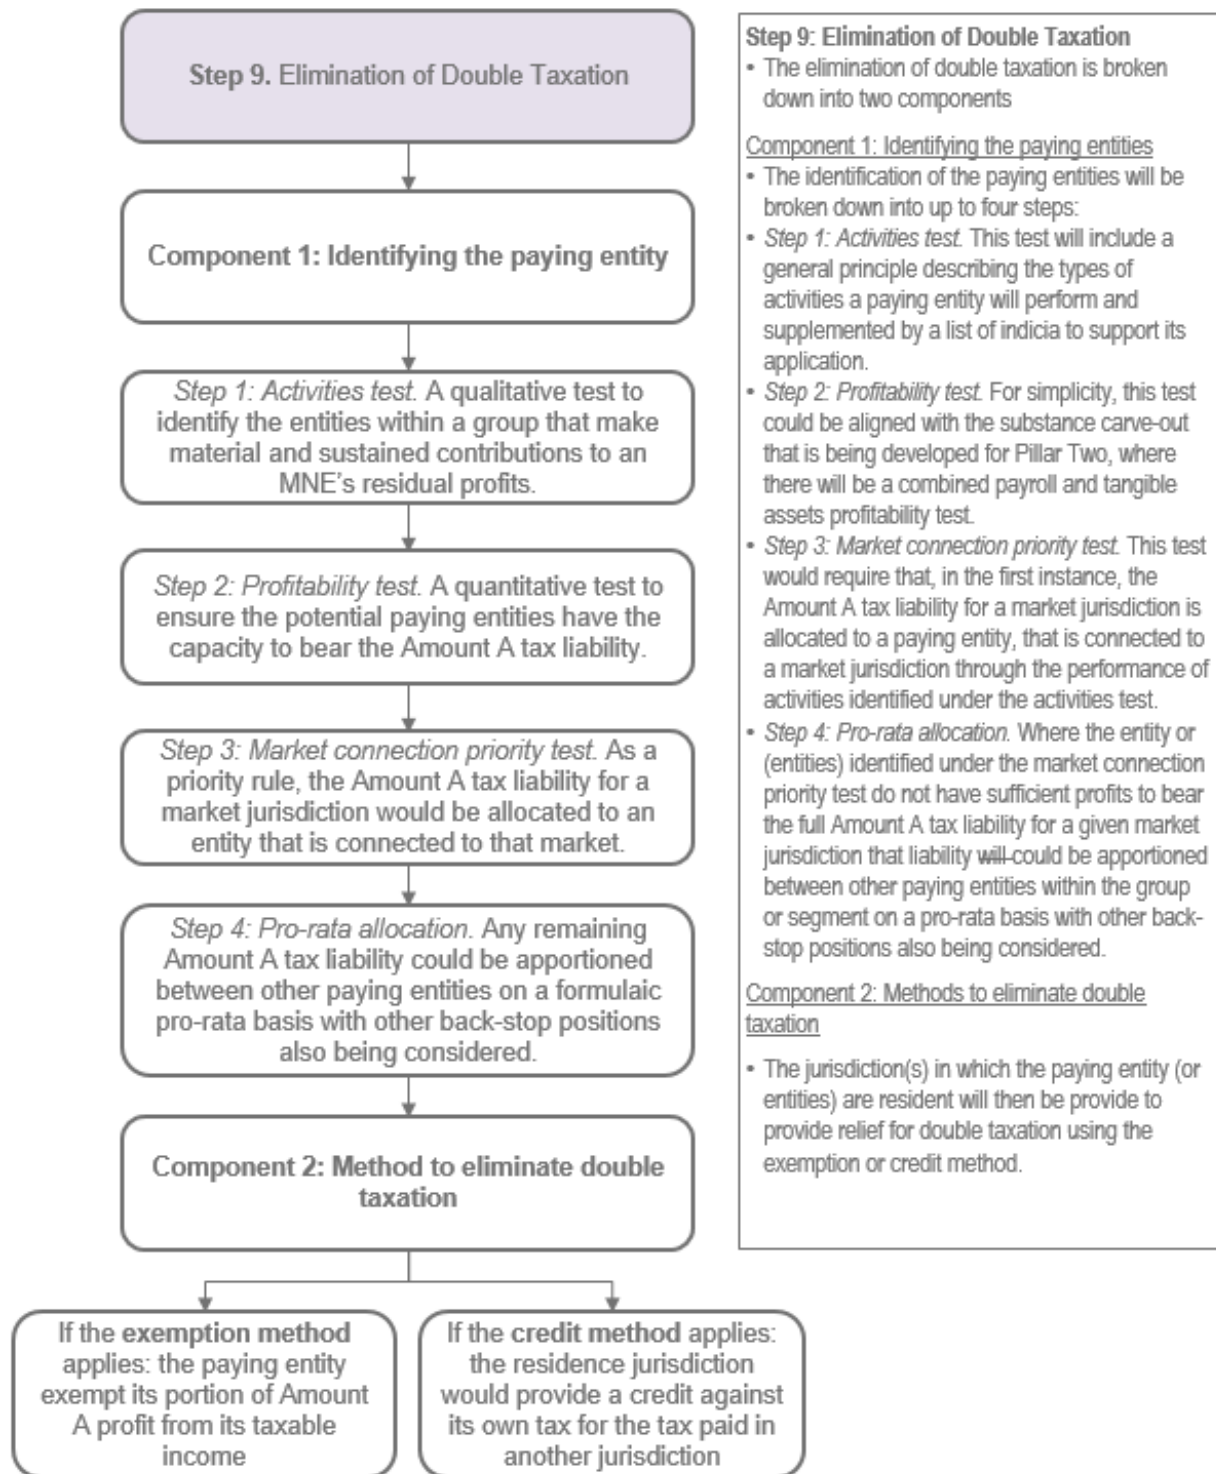 Step 9. Elimination of Double Taxation
Component 1: Identifying the paying entity
Step 1: Activities test. A qualitative test to
identify the entities within a group that make
material and sustained contributions to an
MNE's residual profits.
Step 2: Profitability test. A quantitative test to
ensure the potential paying entities have the
capacity to bear the Amount A tax liability.
Step 3: Market connection priority test. As a
priority rule, the Amount A tax liability for a
market jurisdiction would be allocated to an
entity that is connected to that market.
Step 4: Pro-rata allocation. Any remaining
Amount A tax liability could be apportioned
between other paying entities on a formulaic
pro-rata basis with other back-stop positions
also being considered.
Component 2: Method to eliminate double
taxation
If the exemption method
applies: the paying entity
exempt its portion of Amount
A profit from its taxable
income
If the credit method applies:
the residence jurisdiction
would provide a credit against
its own tax for the tax paid in
another jurisdiction
Step 9: Elimination of Double Taxation
• The elimination of double taxation is broken
down into two components
Component 1: Identifying the paying entities
• The identification of the paying entities will be
broken down into up to four steps:
• Step 1: Activities test. This test will include a
general principle describing the types of
activities a paying entity will perform and
supplemented by a list of indicia to support its
application.
• Step 2: Profitability test. For simplicity, this test
could be aligned with the substance carve-out
that is being developed for Pillar Two, where
there will be a combined payroll and tangible
assets profitability test.
• Step 3: Market connection priority test. This test
would require that, in the first instance, the
Amount A tax liability for a market jurisdiction is
allocated to a paying entity, that is connected to
a market jurisdiction through the performance of
activities identified under the activities test.
• Step 4: Pro-rata allocation. Where the entity or
(entities) identified under the market connection
priority test do not have sufficient profits to bear
the full Amount A tax liability for a given market
jurisdiction that liability will could be apportioned
between other paying entities within the group
or segment on a pro-rata basis with other back-
stop positions also being considered.
Component 2: Methods to eliminate double
taxation
• The jurisdiction(s) in which the paying entity (or
entities) are resident will then be provide to
provide relief for double taxation using the
exemption or credit method.